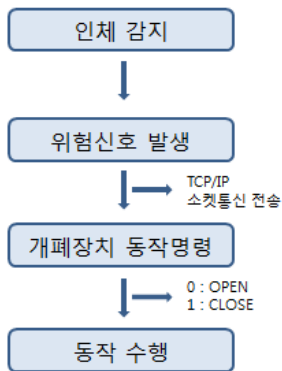 인체 감지
위험신호 발생
TCP/IP
소켓통신 전송
개폐장치 동작명령
0 : OPEN
1 : CLOSE
동작 수행